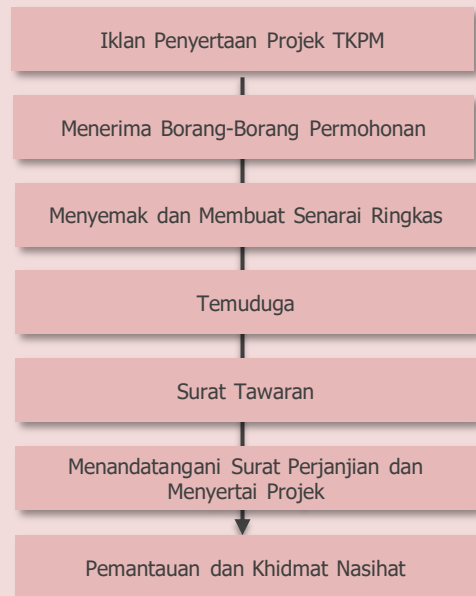 Iklan Penyertaan Projek TKPM
Menerima Borang-Borang Permohonan
Menyemak dan Membuat Senarai Ringkas
Temuduga
Surat Tawaran
Menandatangani Surat Perjanjian dan
Menyertai Projek
Pemantauan dan Khidmat Nasihat